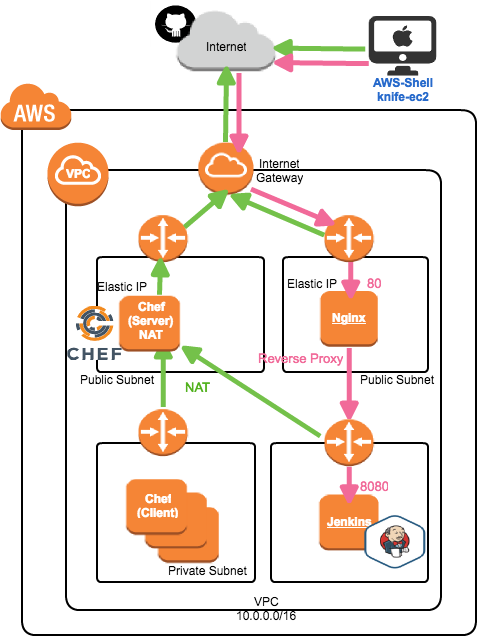 Internet
AWS-Shell
knife-ec2
AWS
VPC
Internet
Gateway
Elastic IP
Chef
(Server)
NAT
CHEF
Public Subnet
Elastic IP
80
Nginx
Reverse Proxy
Public Subnet
NAT
Chef
(Client)
Private Subnet
8080
Jenkins
VPC
10.0.0.0/16